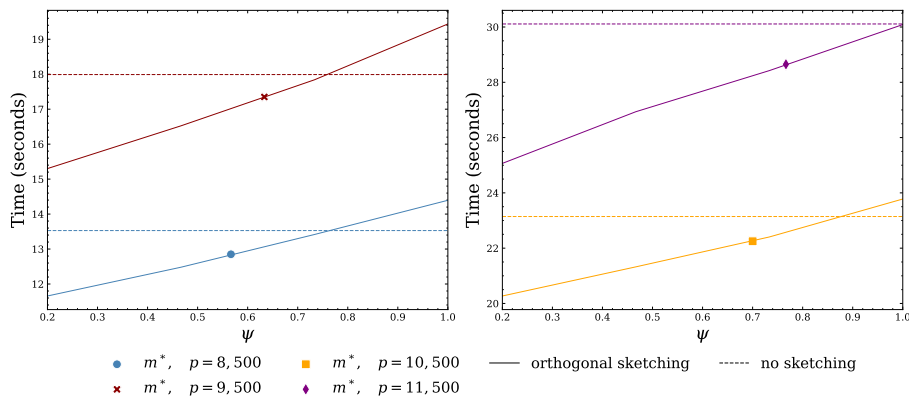 19
18
17
16
15
14
13
12
Time (seconds)
0.2 0.3 0.4 0.5 0.6 0.7 0.8 0.9 1.0
ψ
30
28
26
24
22
20
Time (seconds)
0.2 0.3 0.4 0.5 0.6 0.7 0.8 0.9 1.0
ψ
m*, p = 8, 500
m*, p = 9, 500
m*, p = 10, 500
m*, p = 11, 500
orthogonal sketching
no sketching